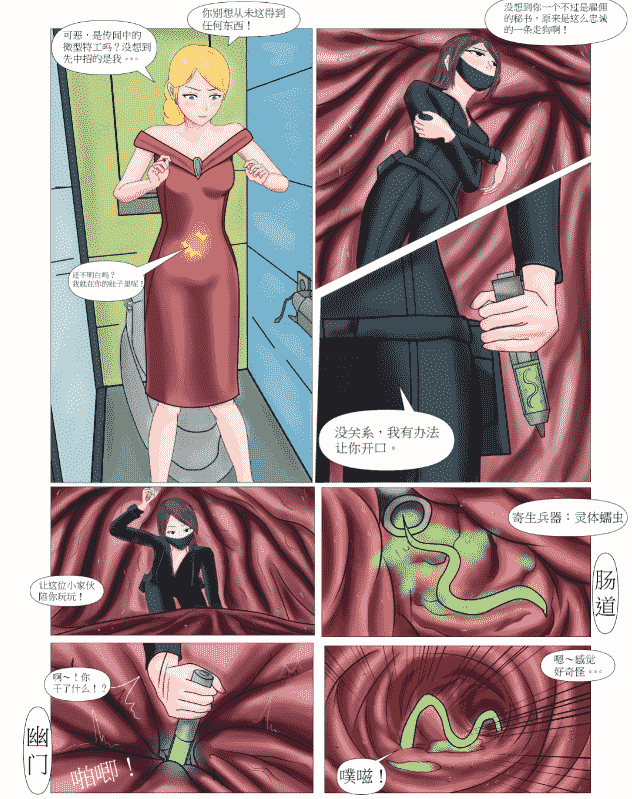 可恶，是传闻中的
微型特工吗？没想到
先中招的是我。。。
你别想从未这得到
任何东西！
还不明白吗？
我就在你的肚子里呢！
没想到你一个不过是雇佣
的秘书，原来是这么忠诚
的一条走狗啊！
没关系，我有办法
让你开口。
让这位小家伙
陪你玩玩！
寄生兵器：灵体蠕虫
肠道
啊～！你
干了什么！？
啪唧！
幽门
嗯～感觉
好奇怪。。。
噗嗞！